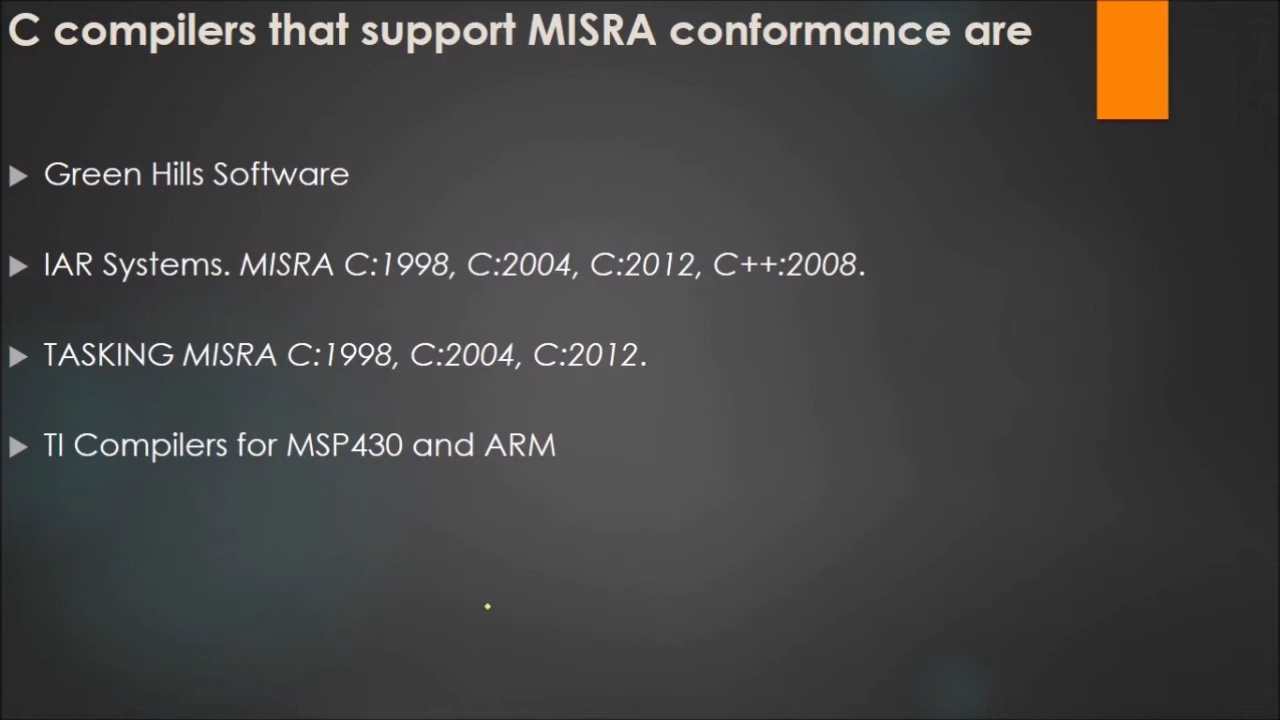 C compilers that support MISRA conformance are
Green Hills Software
IAR Systems. MISRA C:1998, C:2004, C:2012, C++:2008.
TASKING MISRA C:1998, C:2004, C:2012.
TI Compilers for MSP430 and ARM